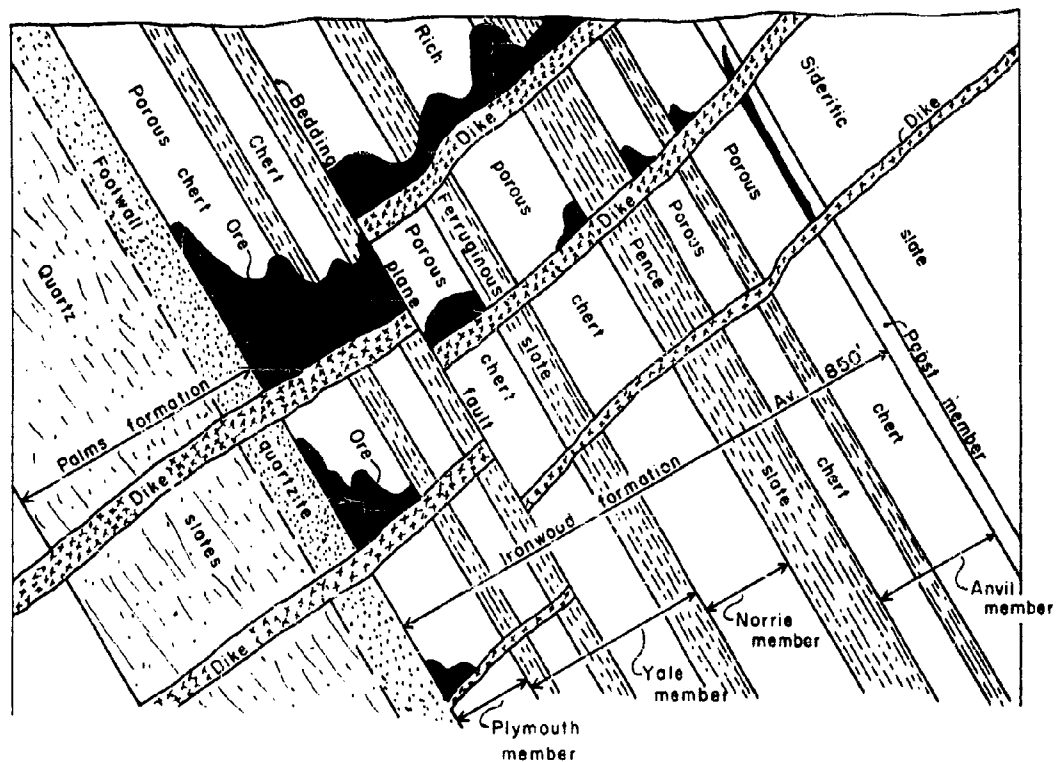 Rich
Siderific
slate
Porous
chert
Chert
Bedding
plane
fault
Dike
Dike
Dike
Footwall
quartzite
Ore
porous
chert
Ferruginous
slate
Porous
chert
Pence
slate
Porous
chert
Porous
chert
Quartz
slates
Palms formation
Dike
Ore
Dike
Ironwood formation Av. 850'
Pabst member
Anvil
member
Norrie
member
Yale
member
Plymouth
member